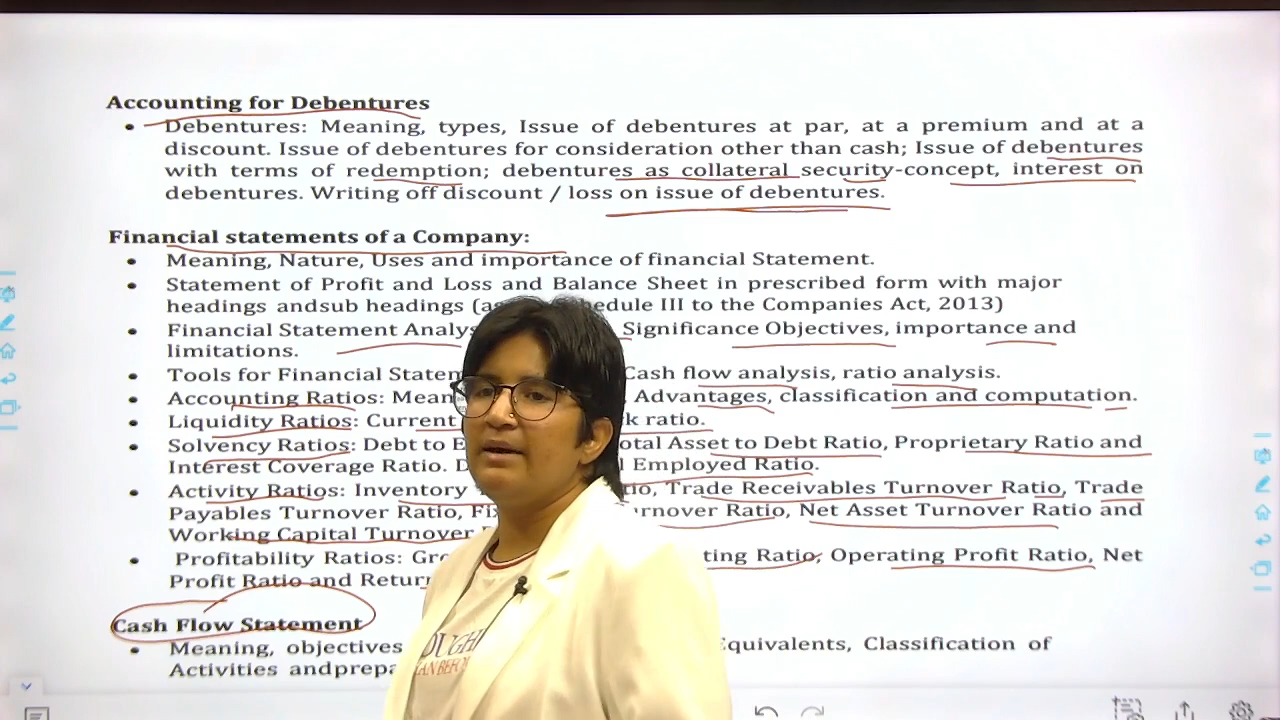 Accounting for Debentures
• Debentures: Meaning, types, Issue of debentures at par, at a premium and at a
discount. Issue of debentures for consideration other than cash; Issue of debentures
with terms of redemption; debentures as collateral security-concept, interest on
debentures. Writing off discount / loss on issue of debentures.
Financial statements of a Company:
• Meaning, Nature, Uses and importance of financial Statement.
• Statement of Profit and Loss and Balance Sheet in prescribed form with major
headings andsub headings (as hedule III to the Companies Act, 2013)
• Financial Statement Analys Significance Objectives, importance and
limitations.
• Tools for Financial Statem Cash flow analysis, ratio analysis.
• Accounting Ratios: Mean Advantages, classification and computation.
• Liquidity Ratios: Current k ratio.
• Solvency Ratios: Debt to E otal Asset to Debt Ratio, Proprietary Ratio and
Interest Coverage Ratio. D l Employed Ratio.
• Activity Ratios: Inventory tio, Trade Receivables Turnover Ratio, Trade
Payables Turnover Ratio, Fix urnover Ratio, Net Asset Turnover Ratio and
Working Capital Turnover
• Profitability Ratios: Gro ting Ratio, Operating Profit Ratio, Net
Profit Ratio and Return
Cash Flow Statement
• Meaning, objectives Equivalents, Classification of
Activities andprepa
OUGH